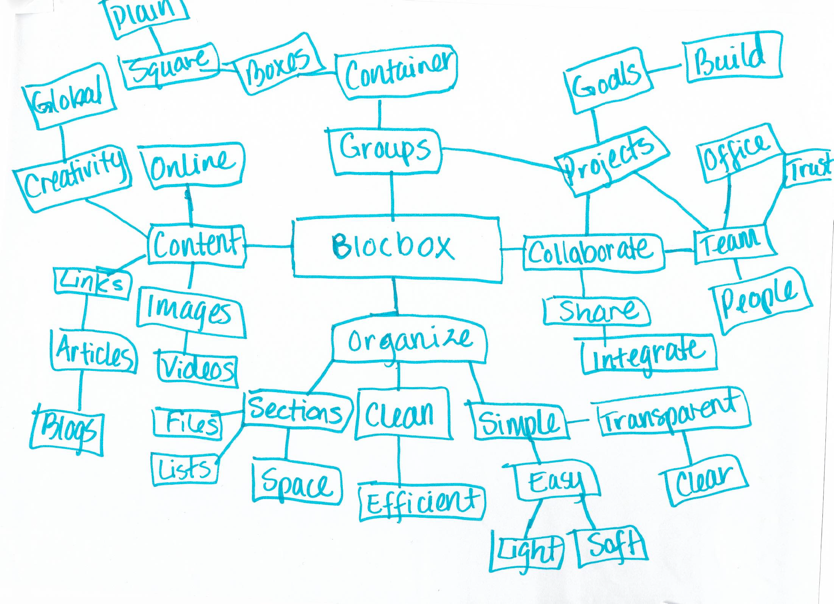 Plain
Square
Boxes
Container
Goals
Build
Global
Groups
Projects
Office
Trust
Creativity
Online
Content
Blocbox
Collaborate
Team
Links
Images
Share
People
Articles
Videos
Organize
Integrate
Blogs
Files
Sections
Clean
Simple
Transparent
Lists
Space
Efficient
Easy
Clear
Light
Soft